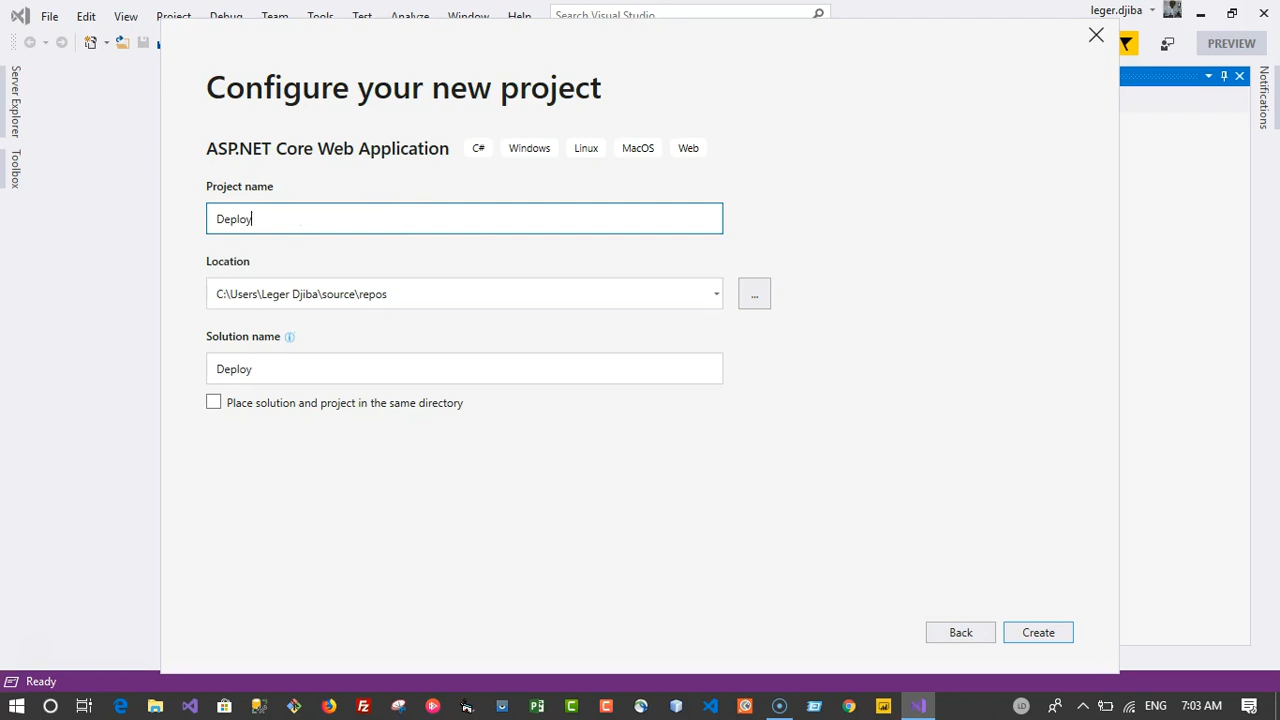 File Edit View Project Debug Team Tools Test Analyze Window Help Search Visual Studio leger.djiba
PREVIEW
Server Explorer
Toolbox
Notifications
Configure your new project
ASP.NET Core Web Application C# Windows Linux MacOS Web
Project name
Deploy
Location
C:\Users\Leger Djiba\source\repos
...
Solution name
Deploy
Place solution and project in the same directory
Back Create
Ready
LD ENG 7:03 AM